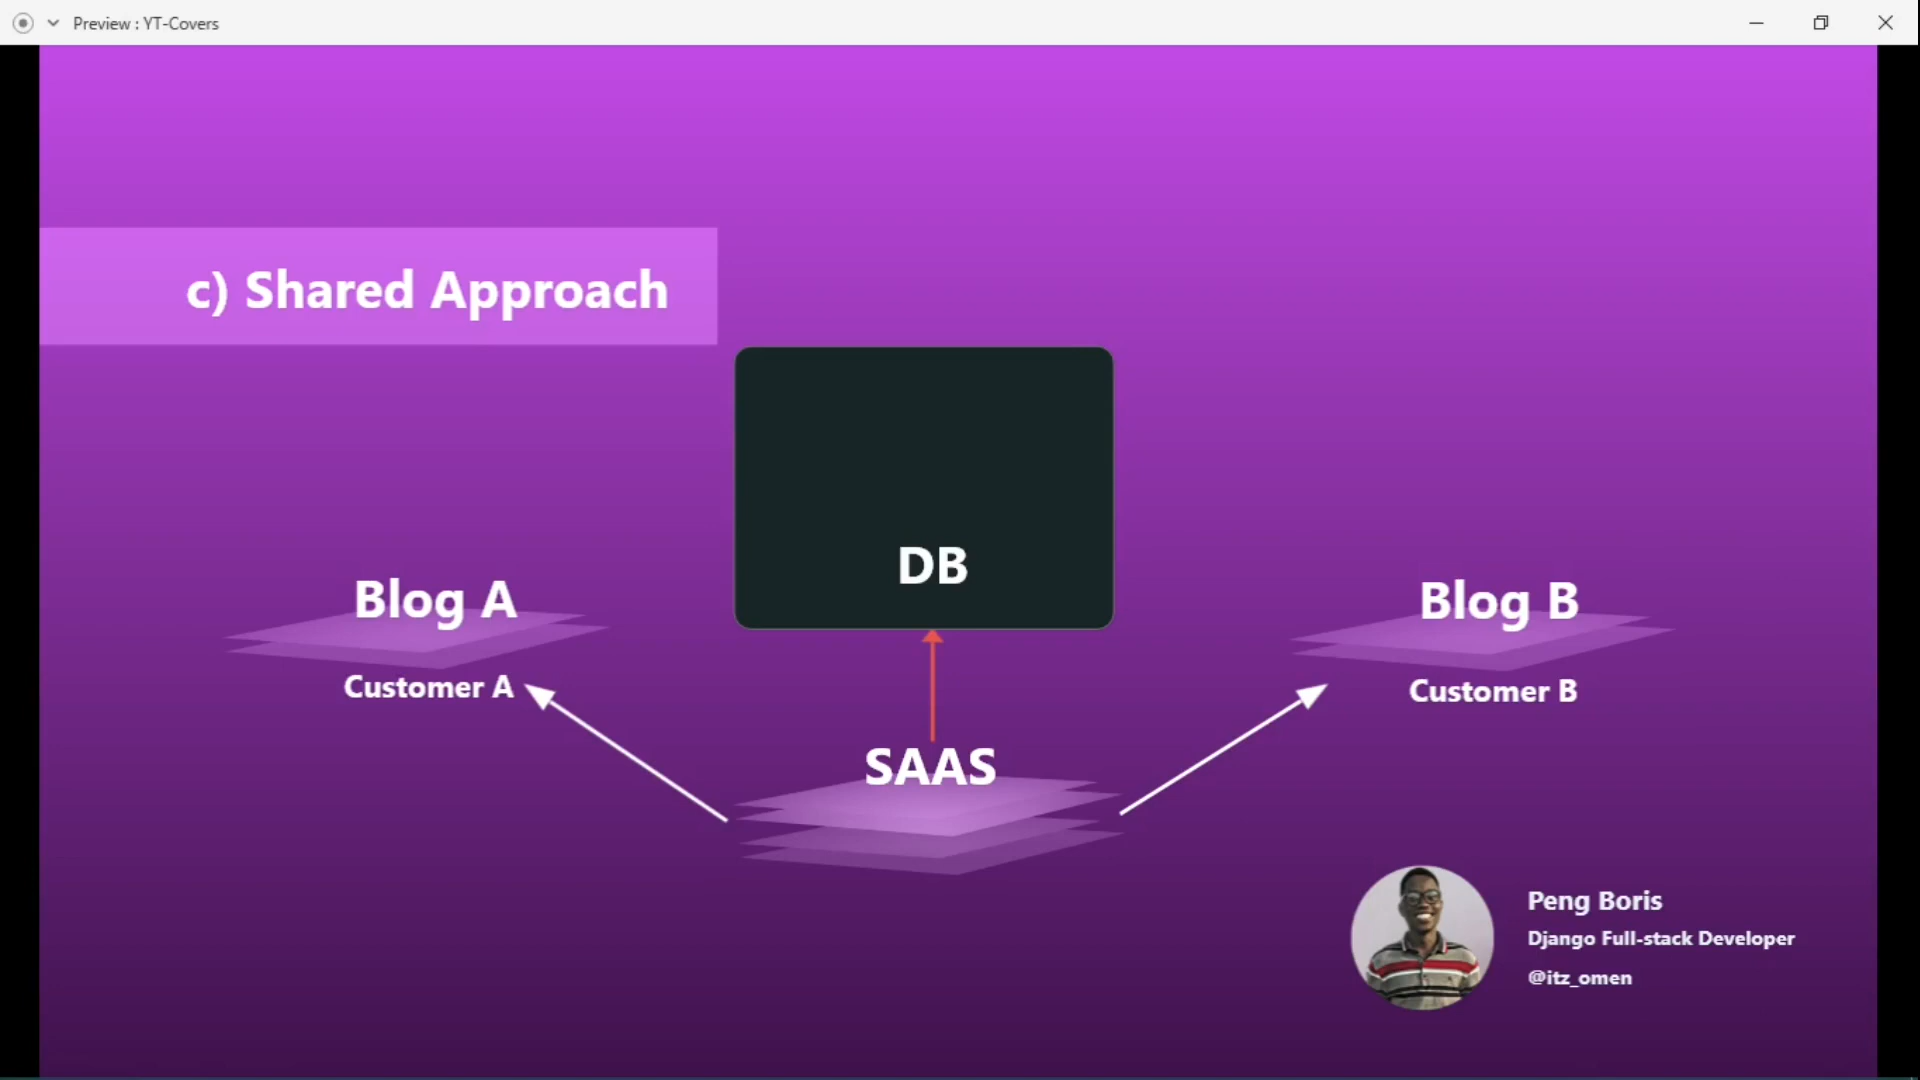 Preview : YT-Covers
c) Shared Approach
DB
Blog A
Customer A
Blog B
Customer B
SAAS
Peng Boris
Django Full-stack Developer
@itz_omen